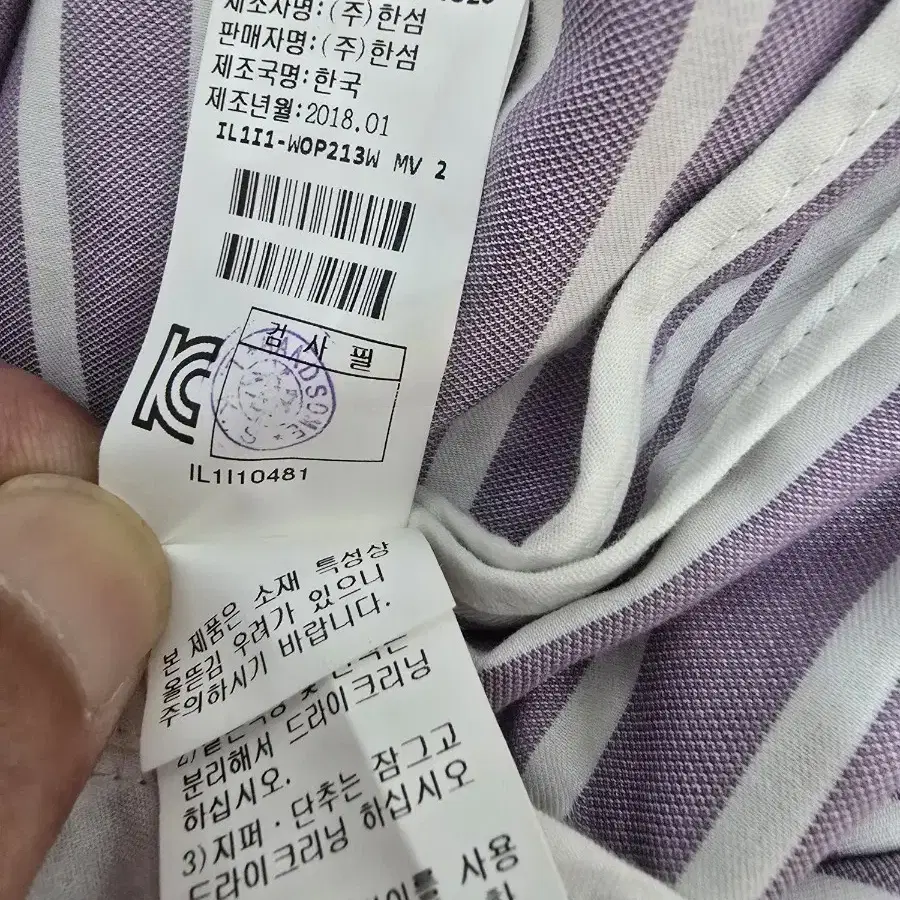 제조자명:(주)한섬
판매자명:(주)한섬
제조국명:한국
제조년월:2018.01
IL1I1-WOP213W MV 2
검 사 필
HANDSOME
IL1I10481
본 제품은 소재 특성상
올뜯김 우려가 있으니
주의하시기 바랍니다.
분리해서 드라이크리닝
하십시오.
3)지퍼·단추는 잠그고
드라이크리닝 하십시오
사용